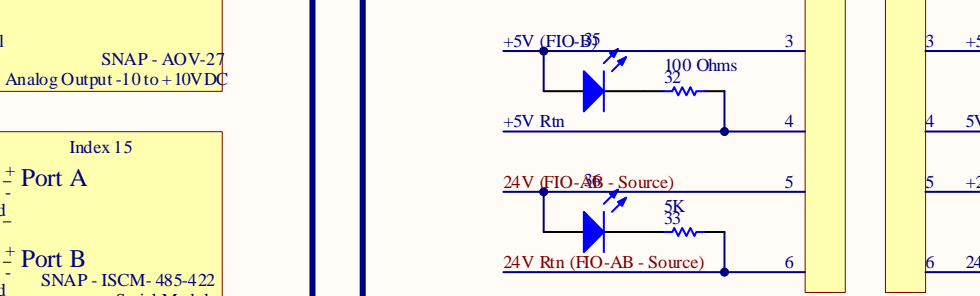 SNAP - AOV-27
Analog Output -10 to +10VDC
Index 15
+ Port A
-
+ Port B
-
SNAP - ISCM- 485-422
+5V (FIO-B)
35
3
3
100 Ohms
32
+5V Rtn
4
4
24V (FIO-AB - Source)
36
5
5
5K
33
24V Rtn (FIO-AB - Source)
6
6